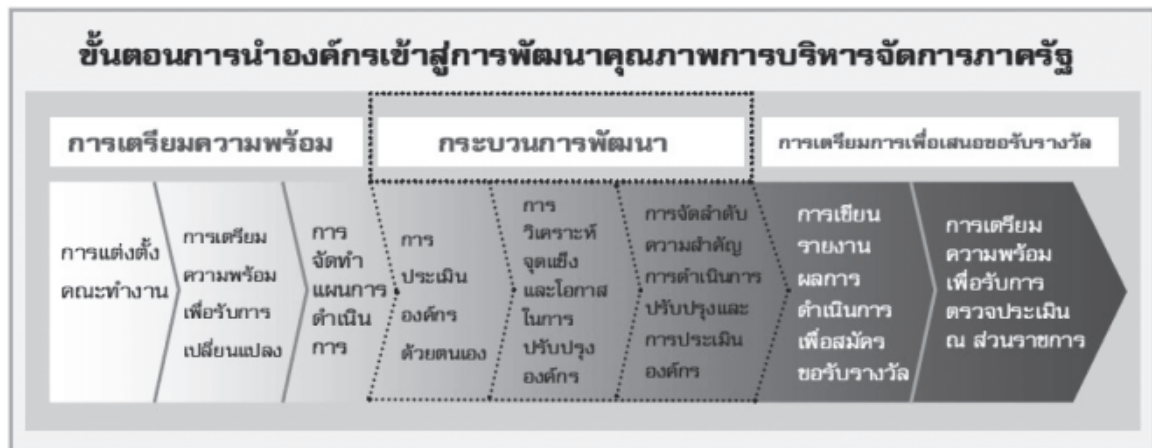 ขั้นตอนการนำองค์กรเข้าสู่การพัฒนาคุณภาพการบริหารจัดการภาครัฐ
การเตรียมความพร้อม
กระบวนการพัฒนา
การเตรียมการเพื่อเสนอขอรับรางวัล
การแต่งตั้ง
คณะทำงาน
การเตรียม
ความพร้อม
เพื่อรับการ
เปลี่ยนแปลง
การ
จัดทำ
แผนการ
ดำเนิน
การ
การ
ประเมิน
องค์กร
ด้วยตนเอง
การ
วิเคราะห์
จุดแข็ง
และโอกาส
ในการ
ปรับปรุง
องค์กร
การจัดลำดับ
ความสำคัญ
การดำเนินการ
ปรับปรุงและ
การประเมิน
องค์กร
การเขียน
รายงาน
ผลการ
ดำเนินการ
เพื่อสมัคร
ขอรับรางวัล
การเตรียม
ความพร้อม
เพื่อรับการ
ตรวจประเมิน
ณ ส่วนราชการ